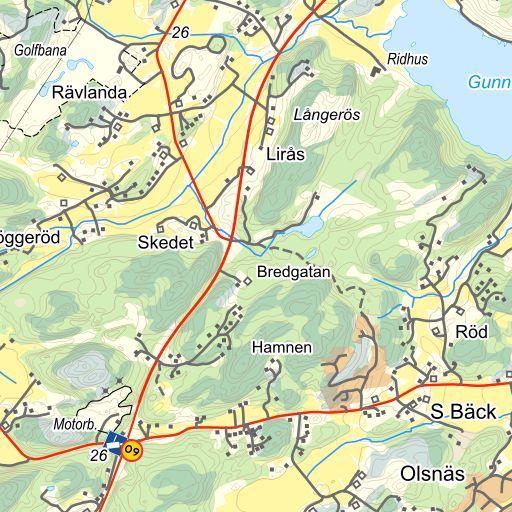 26
Golfbana
Ridhus
Gunn
Rävlanda
Långerös
Lirås
öggeröd
Skedet
Bredgatan
Röd
Hamnen
S Bäck
Motorb.
26
09
Olsnäs